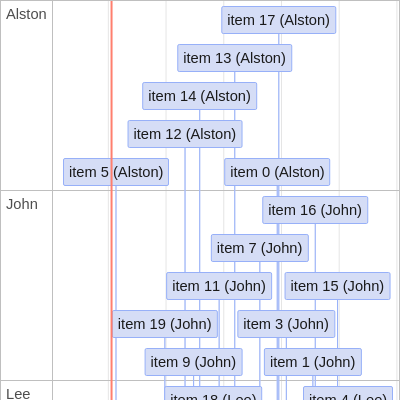 Alston
item 17 (Alston)
item 13 (Alston)
item 14 (Alston)
item 12 (Alston)
item 5 (Alston)
item 0 (Alston)
John
item 16 (John)
item 7 (John)
item 11 (John)
item 15 (John)
item 19 (John)
item 3 (John)
item 9 (John)
item 1 (John)
Lee
item 18 (Lee)
item 4 (Lee)